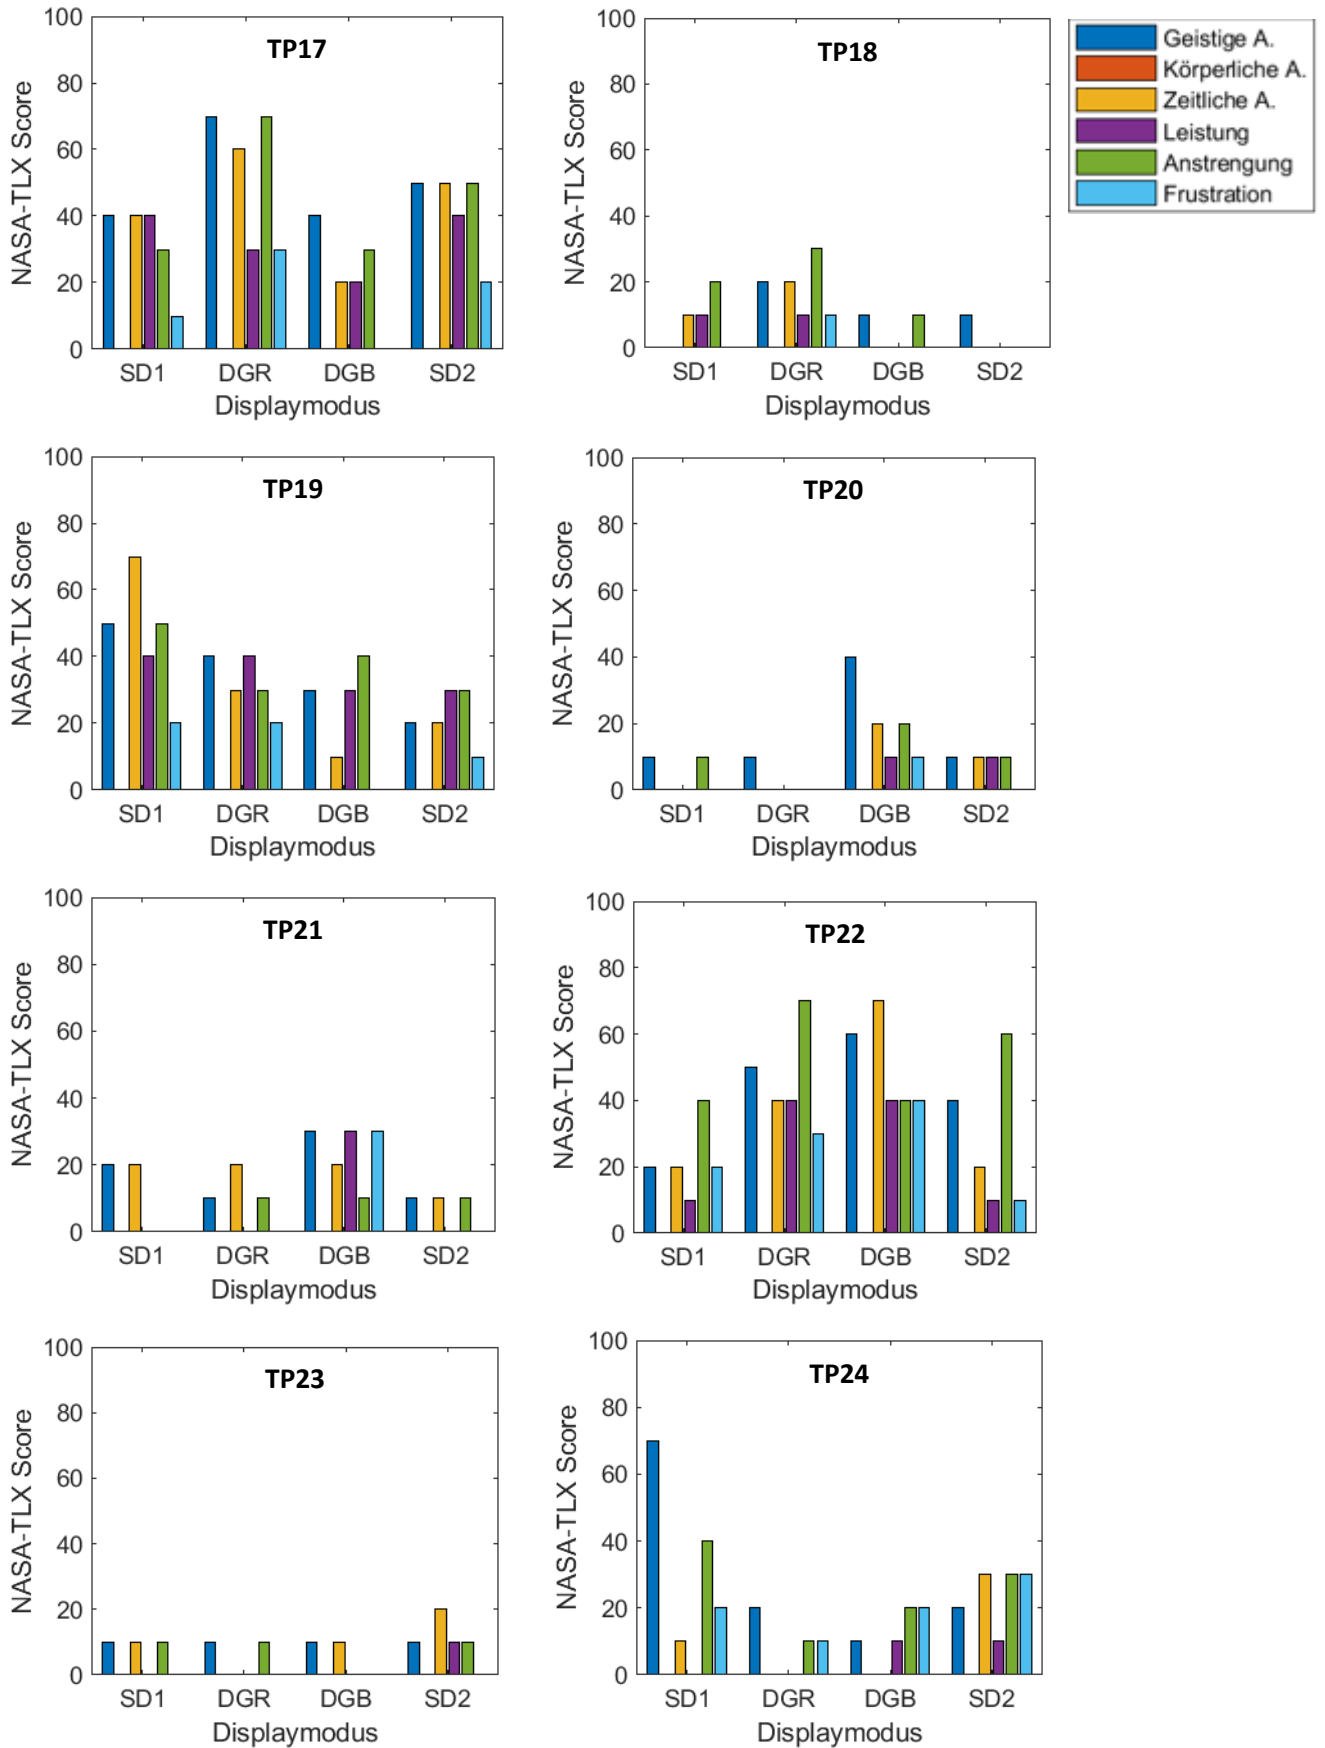 TP17
NASA-TLX Score
100
80
60
40
20
0
SD1 DGR DGB SD2
Displaymodus
TP18
NASA-TLX Score
100
80
60
40
20
0
SD1 DGR DGB SD2
Displaymodus
Geistige A.
Körperliche A.
Zeitliche A.
Leistung
Anstrengung
Frustration
TP19
NASA-TLX Score
100
80
60
40
20
0
SD1 DGR DGB SD2
Displaymodus
TP20
NASA-TLX Score
100
80
60
40
20
0
SD1 DGR DGB SD2
Displaymodus
TP21
NASA-TLX Score
100
80
60
40
20
0
SD1 DGR DGB SD2
Displaymodus
TP22
NASA-TLX Score
100
80
60
40
20
0
SD1 DGR DGB SD2
Displaymodus
TP23
NASA-TLX Score
100
80
60
40
20
0
SD1 DGR DGB SD2
Displaymodus
TP24
NASA-TLX Score
100
80
60
40
20
0
SD1 DGR DGB SD2
Displaymodus